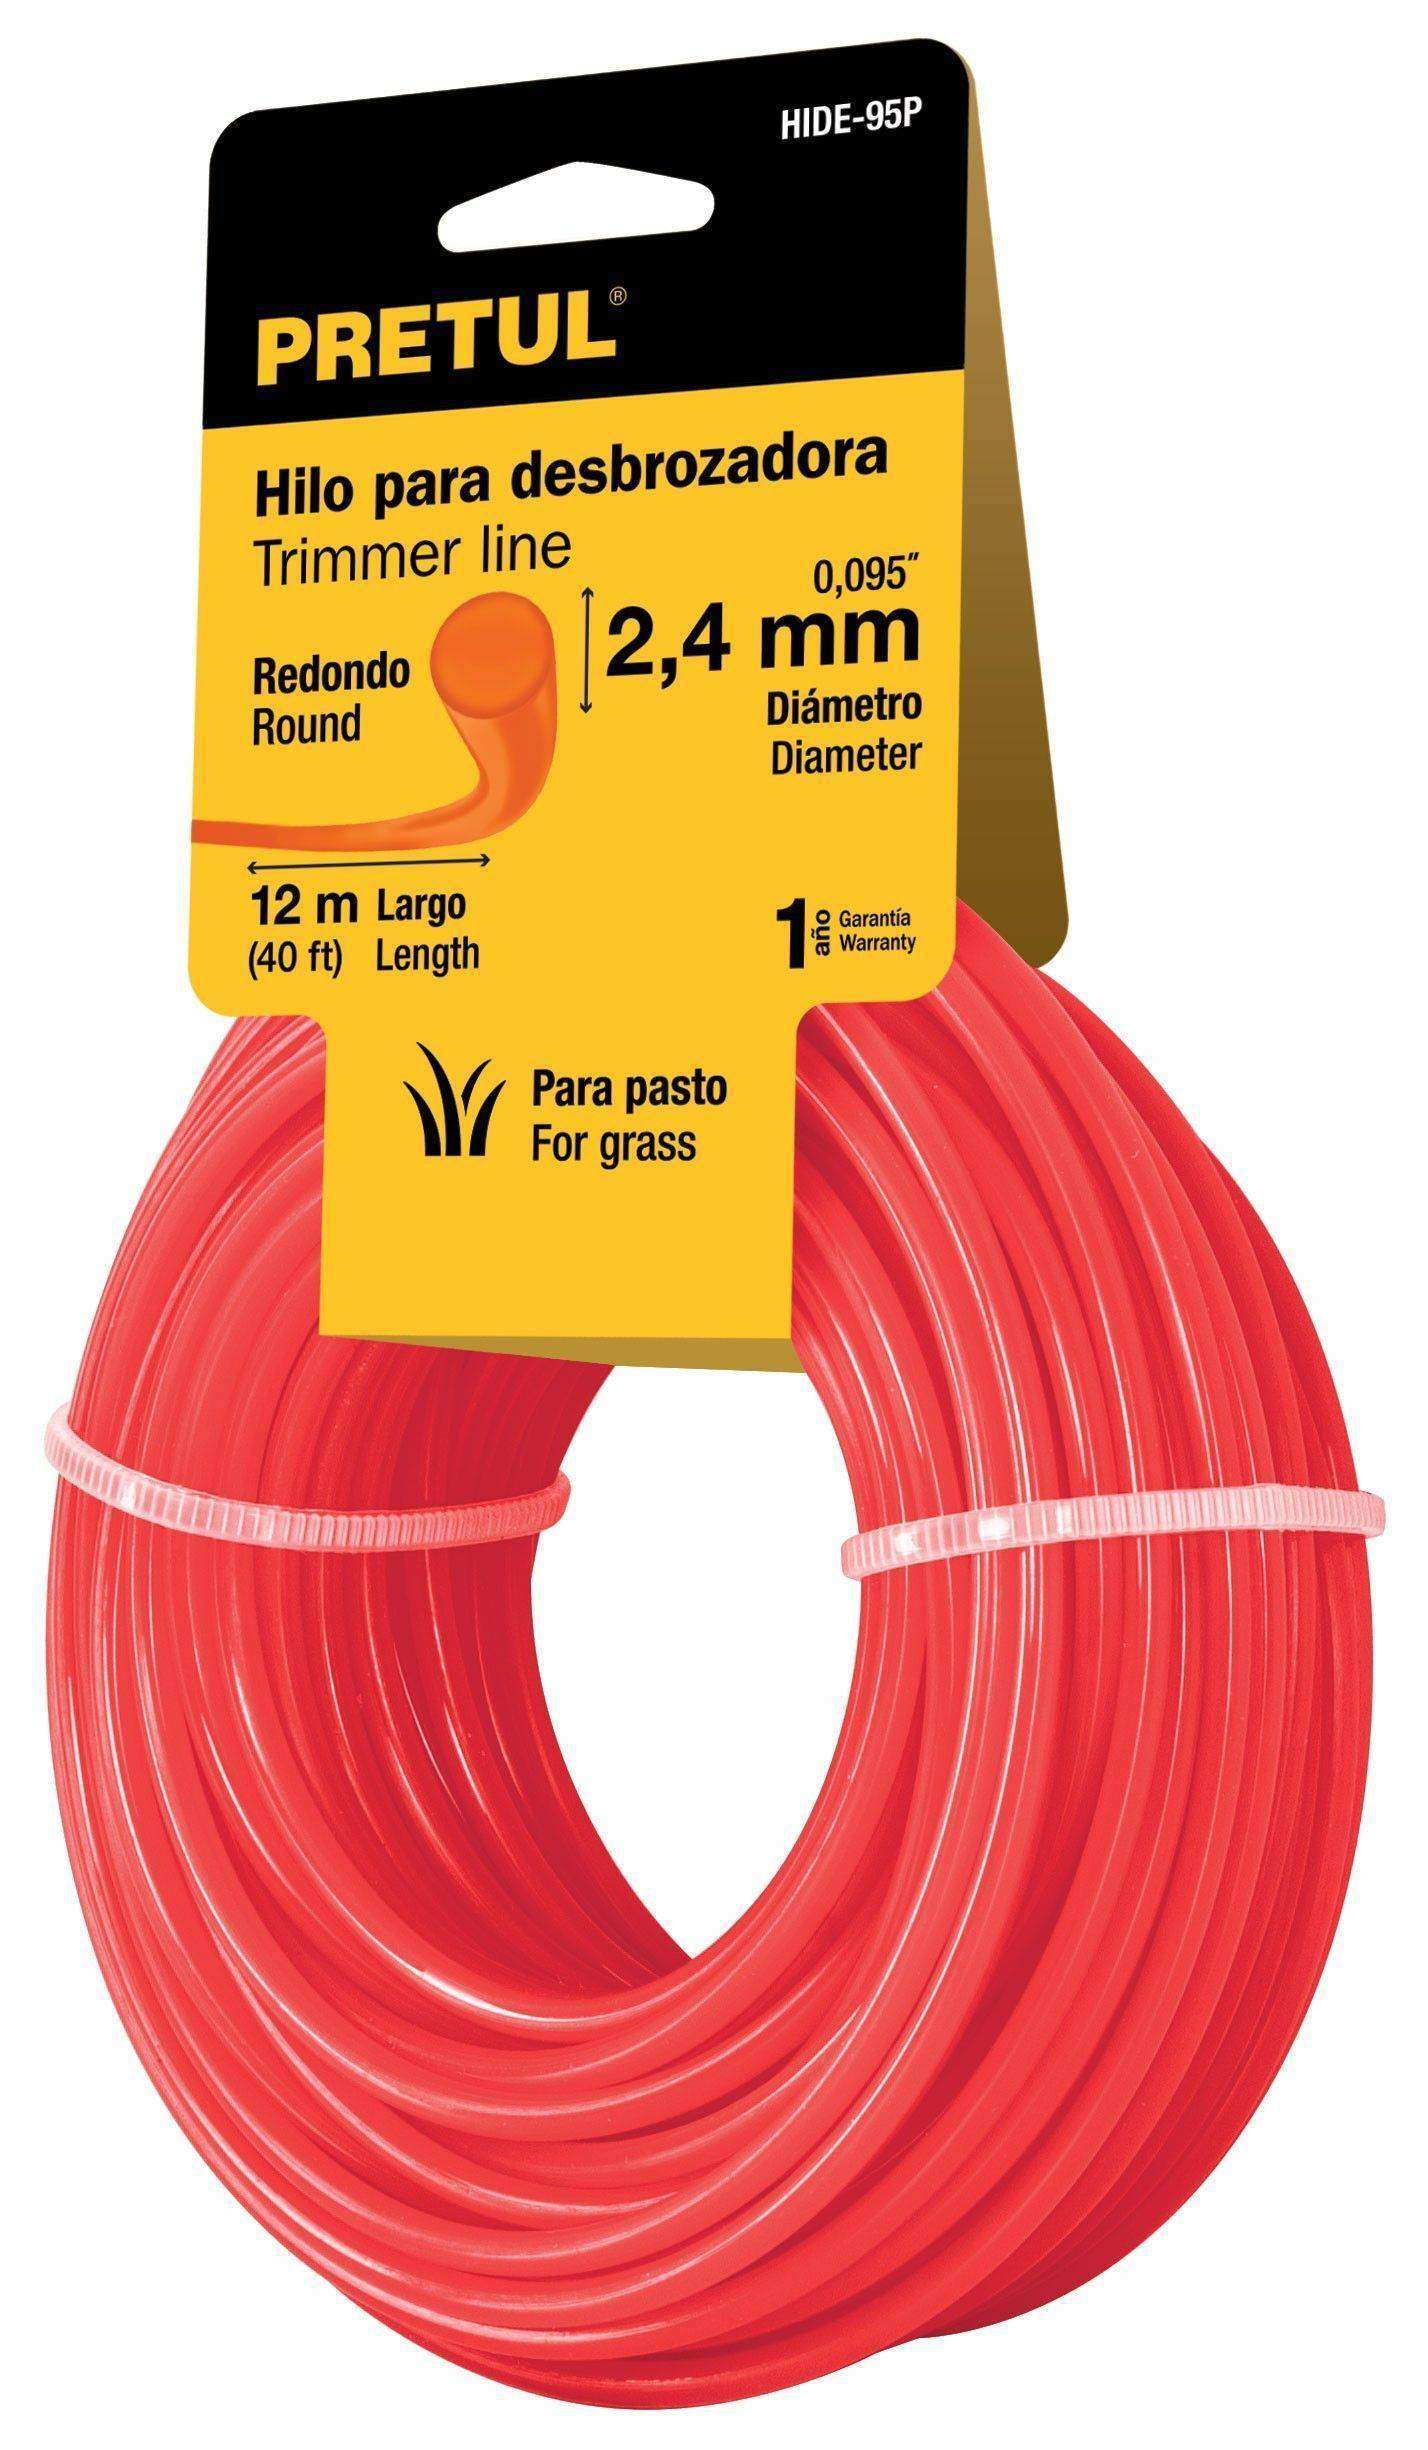 HIDE-95P
PRETUL®
Hilo para desbrozadora
Trimmer line
0,095"
2,4 mm
Diámetro
Diameter
Redondo
Round
12 m Largo
(40 ft) Length
1 año Garantía
Warranty
Para pasto
For grass